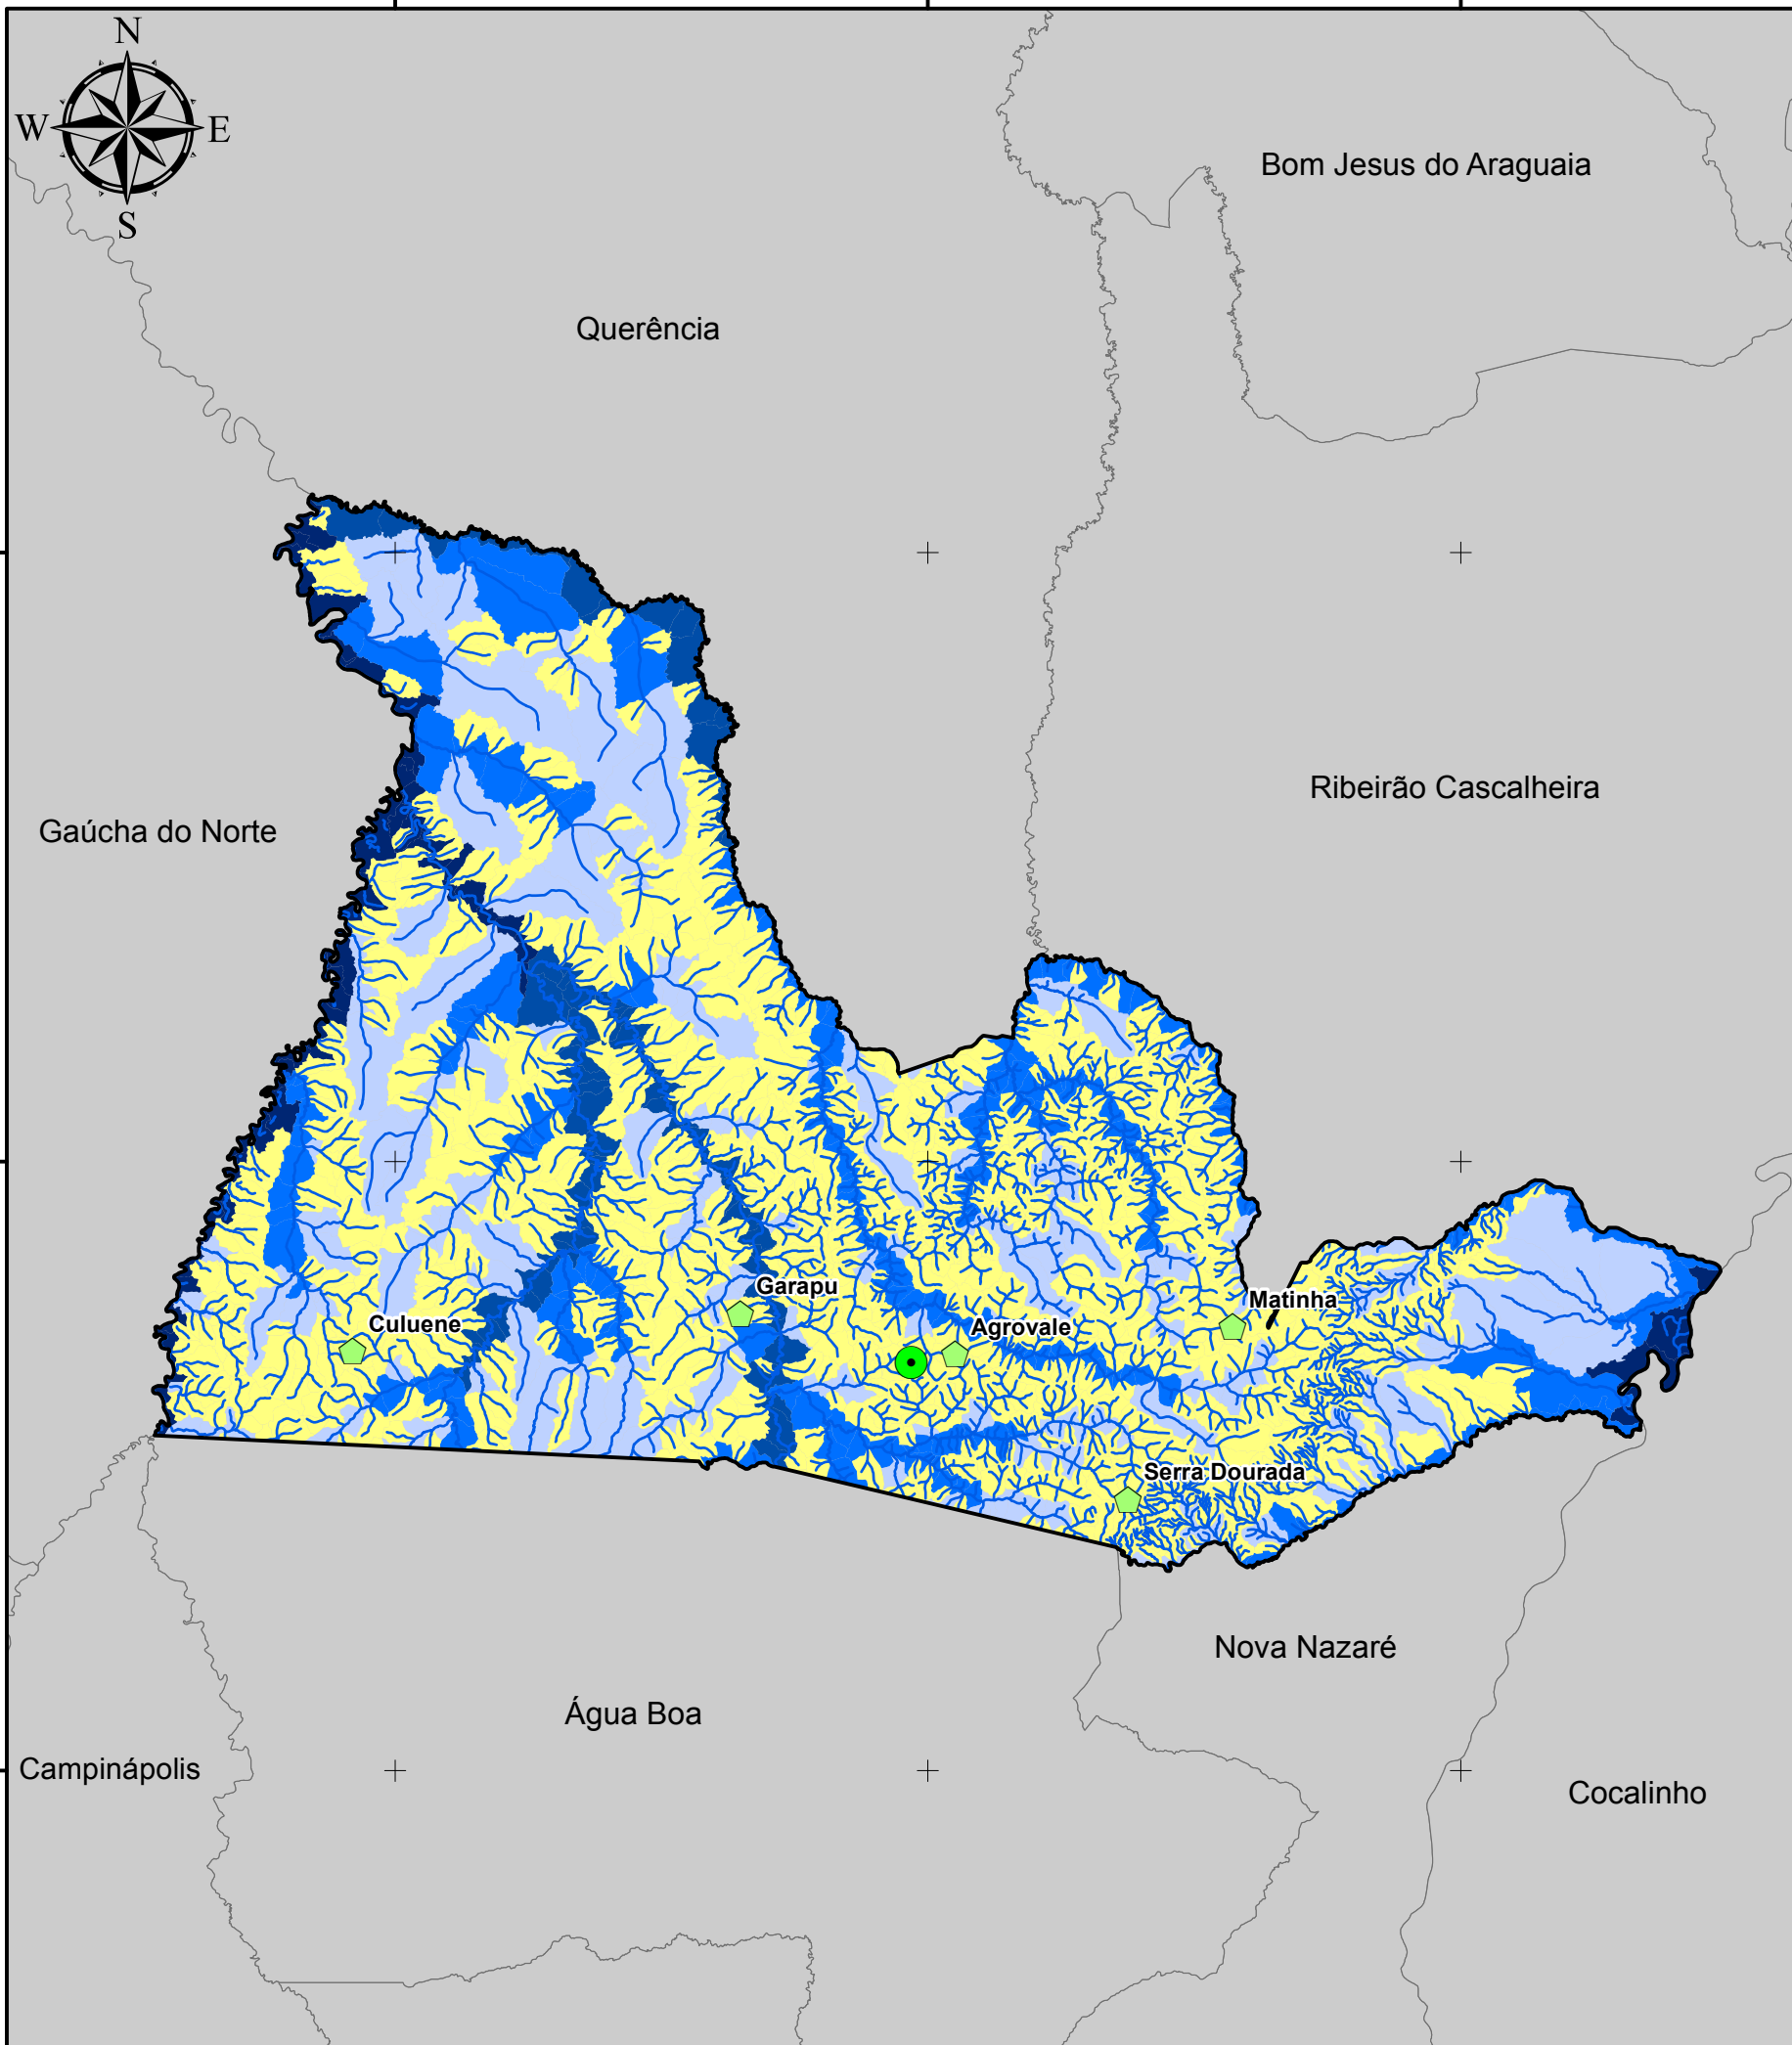 N
W E
S
Bom Jesus do Araguaia
Querência
Ribeirão Cascalheira
Gaúcha do Norte
Garapu
Matinha
Culuene
Agrovale
Serra Dourada
Nova Nazaré
Água Boa
Campinápolis
Cocalinho